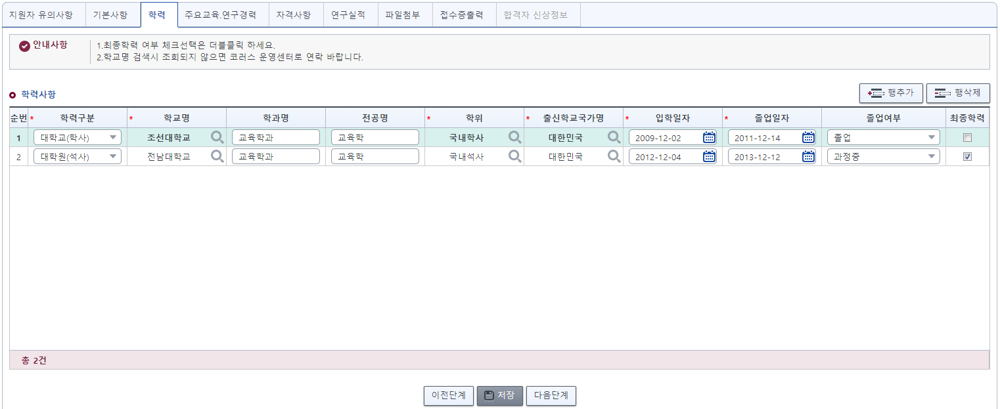 지원자 유의사항 기본사항 학력 주요교육.연구경력 자격사항 연구실적 파일첨부 접수증출력 합격자 신상정보
안내사항 1.최종학력 여부 체크선택은 더블클릭 하세요.
2.학교명 검색시 조회되지 않으면 코러스 운영센터로 연락 바랍니다.
학력사항 행추가 행삭제
순번 * 학력구분 * 학교명 학과명 전공명 * 학위 * 출신학교국가명 * 입학일자 * 졸업일자 졸업여부 최종학력
1 대학교(학사) 조선대학교 교육학과 교육학 국내학사 대한민국 2009-12-02 2011-12-14 졸업
2 대학원(석사) 전남대학교 교육학과 교육학 국내석사 대한민국 2012-12-04 2013-12-12 과정중
총 2건
이전단계 저장 다음단계